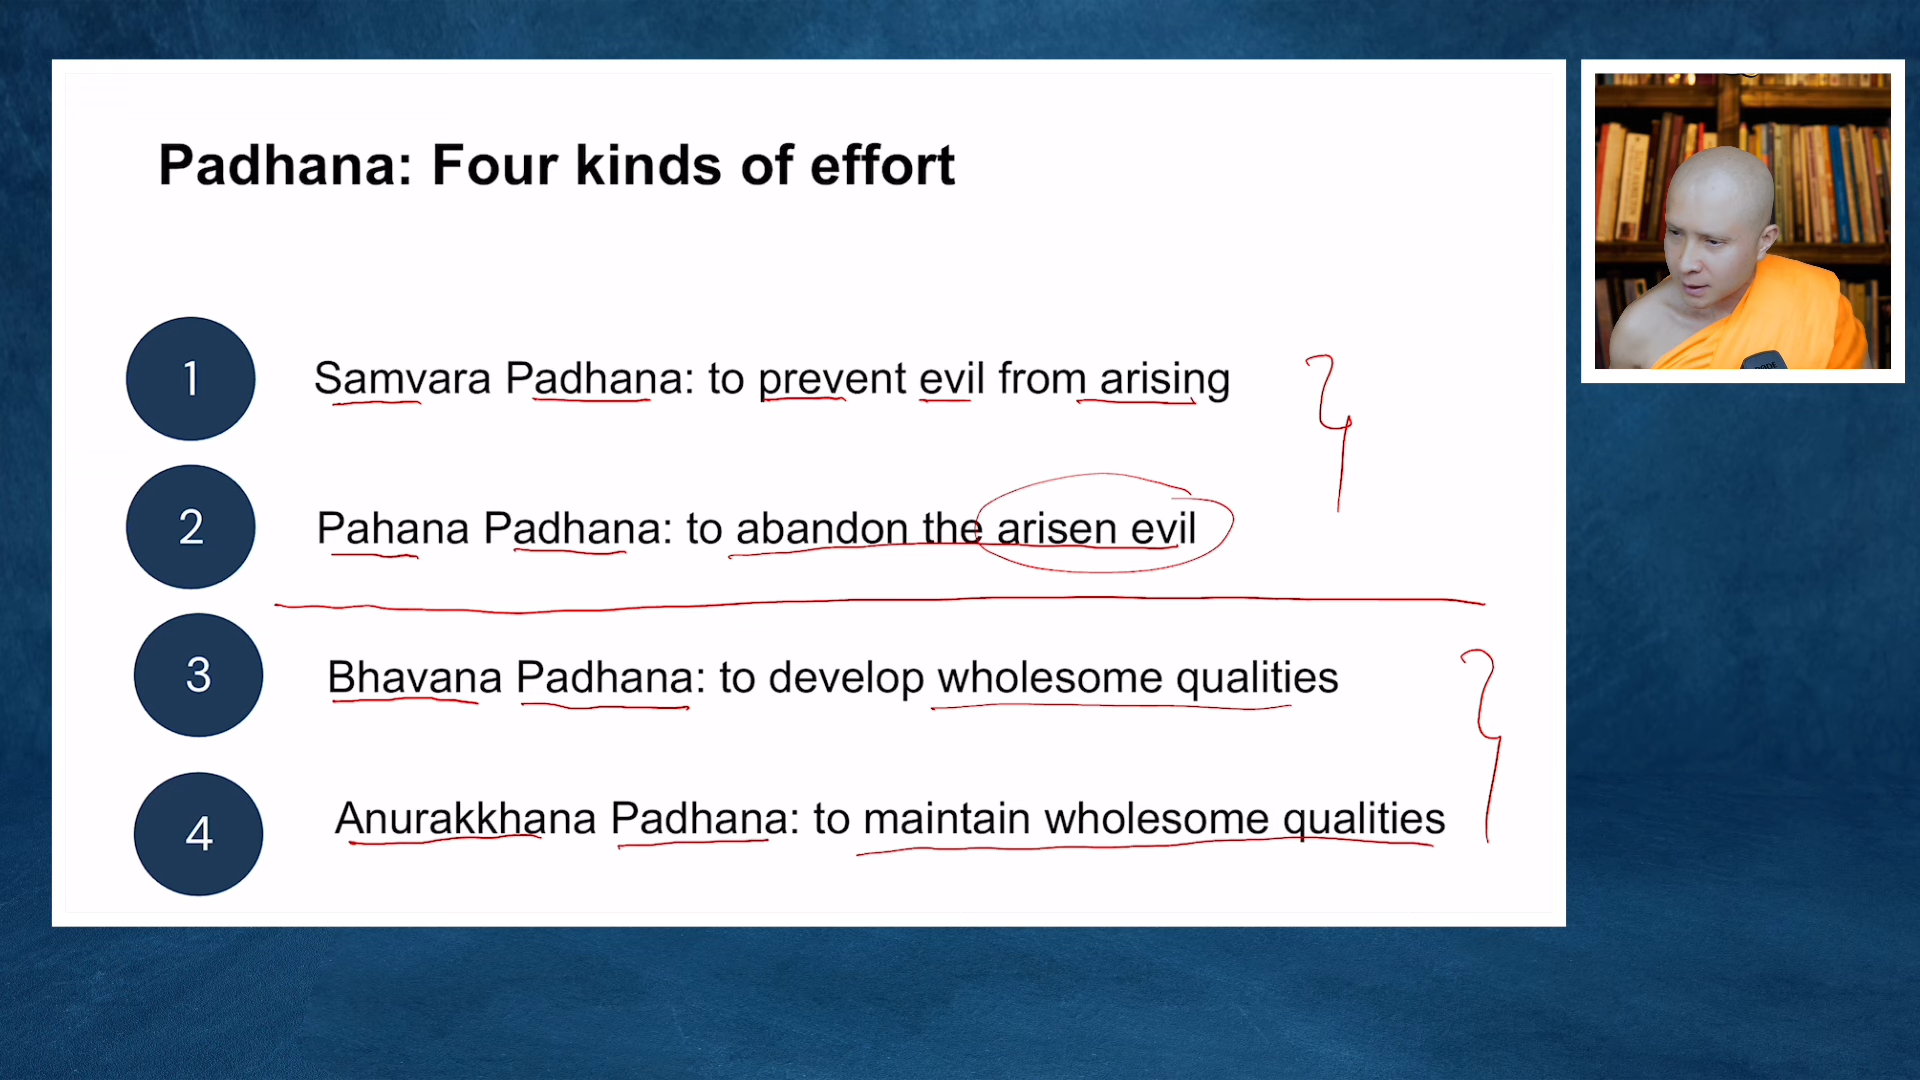 Padhana: Four kinds of effort
1 Samvara Padhana: to prevent evil from arising
2 Pahana Padhana: to abandon the arisen evil
3 Bhavana Padhana: to develop wholesome qualities
4 Anurakkhana Padhana: to maintain wholesome qualities